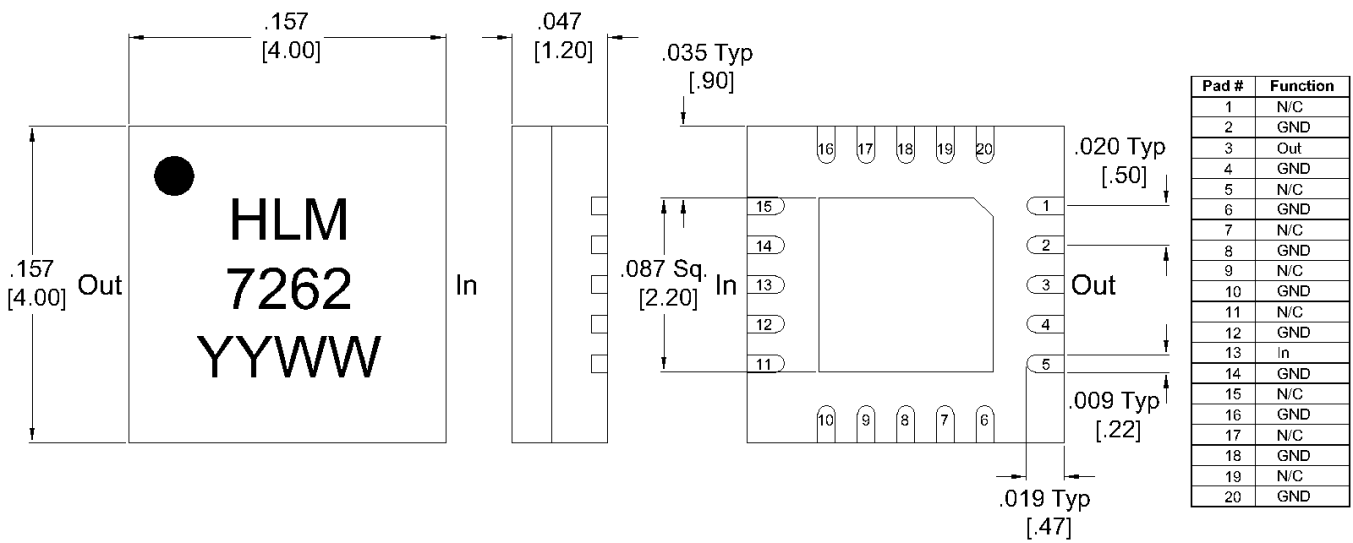 .157
[4.00]
.047
[1.20]
.035 Typ
[.90]
.157
[4.00]
Out
HLM
7262
YYWW
In
16 17 18 19 20
15
14
13
12
11
1
2
3
4
5
10 9 8 7 6
.087 Sq.
[2.20]
In
Out
.020 Typ
[.50]
.009 Typ
[.22]
.019 Typ
[.47]
Pad # Function
1 N/C
2 GND
3 Out
4 GND
5 N/C
6 GND
7 N/C
8 GND
9 N/C
10 GND
11 N/C
12 GND
13 In
14 GND
15 N/C
16 GND
17 N/C
18 GND
19 N/C
20 GND